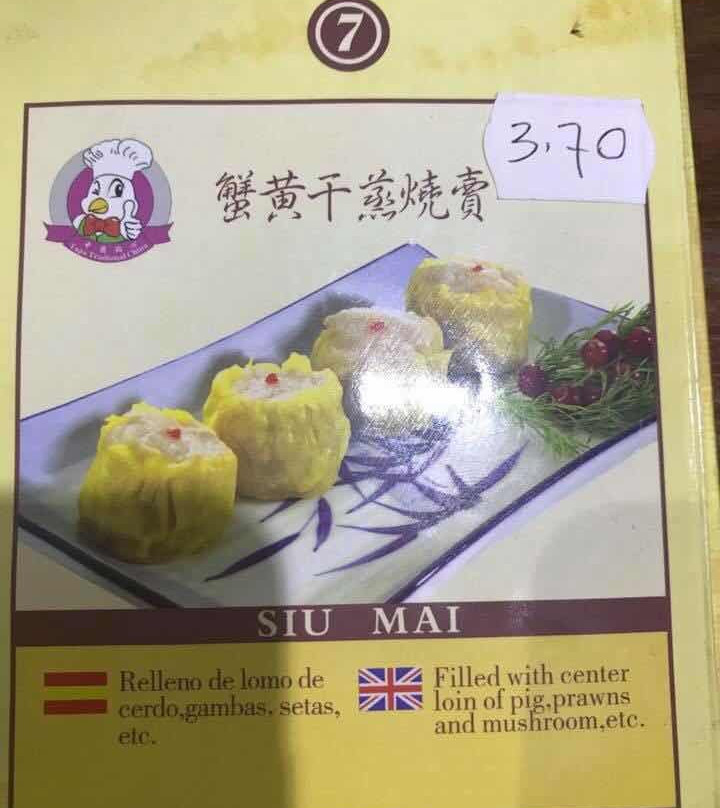 7
3.70
蟹黄干蒸燒賣
SIU MAI
Relleno de lomo de
cerdo,gambas, setas,
etc.
Filled with center
loin of pig,prawns
and mushroom,etc.